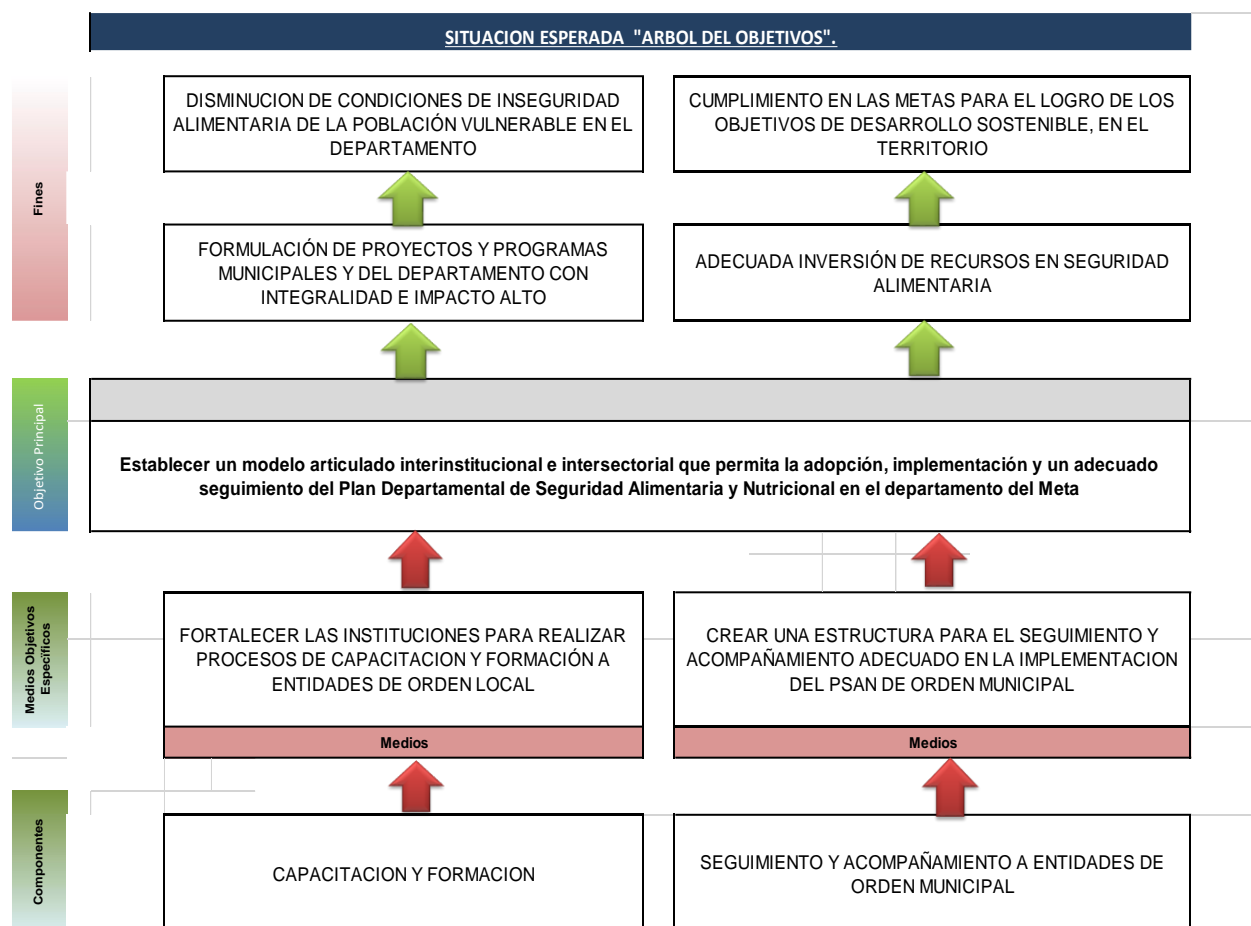 SITUACION ESPERADA "ARBOL DEL OBJETIVOS".
Fines
DISMINUCION DE CONDICIONES DE INSEGURIDAD
ALIMENTARIA DE LA POBLACIÓN VULNERABLE EN EL
DEPARTAMENTO
CUMPLIMIENTO EN LAS METAS PARA EL LOGRO DE LOS
OBJETIVOS DE DESARROLLO SOSTENIBLE, EN EL
TERRITORIO
FORMULACIÓN DE PROYECTOS Y PROGRAMAS
MUNICIPALES Y DEL DEPARTAMENTO CON
INTEGRALIDAD E IMPACTO ALTO
ADECUADA INVERSIÓN DE RECURSOS EN SEGURIDAD
ALIMENTARIA
Objetivo Principal
Establecer un modelo articulado interinstitucional e intersectorial que permita la adopción, implementación y un adecuado
seguimiento del Plan Departamental de Seguridad Alimentaria y Nutricional en el departamento del Meta
Medios Objetivos
Específicos
FORTALECER LAS INSTITUCIONES PARA REALIZAR
PROCESOS DE CAPACITACION Y FORMACIÓN A
ENTIDADES DE ORDEN LOCAL
CREAR UNA ESTRUCTURA PARA EL SEGUIMIENTO Y
ACOMPAÑAMIENTO ADECUADO EN LA IMPLEMENTACION
DEL PSAN DE ORDEN MUNICIPAL
Medios
Medios
Componentes
CAPACITACION Y FORMACION
SEGUIMIENTO Y ACOMPAÑAMIENTO A ENTIDADES DE
ORDEN MUNICIPAL